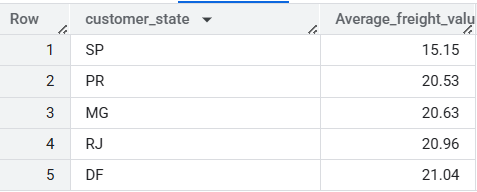 Row customer_state Average_freight_valu
1 SP 15.15
2 PR 20.53
3 MG 20.63
4 RJ 20.96
5 DF 21.04